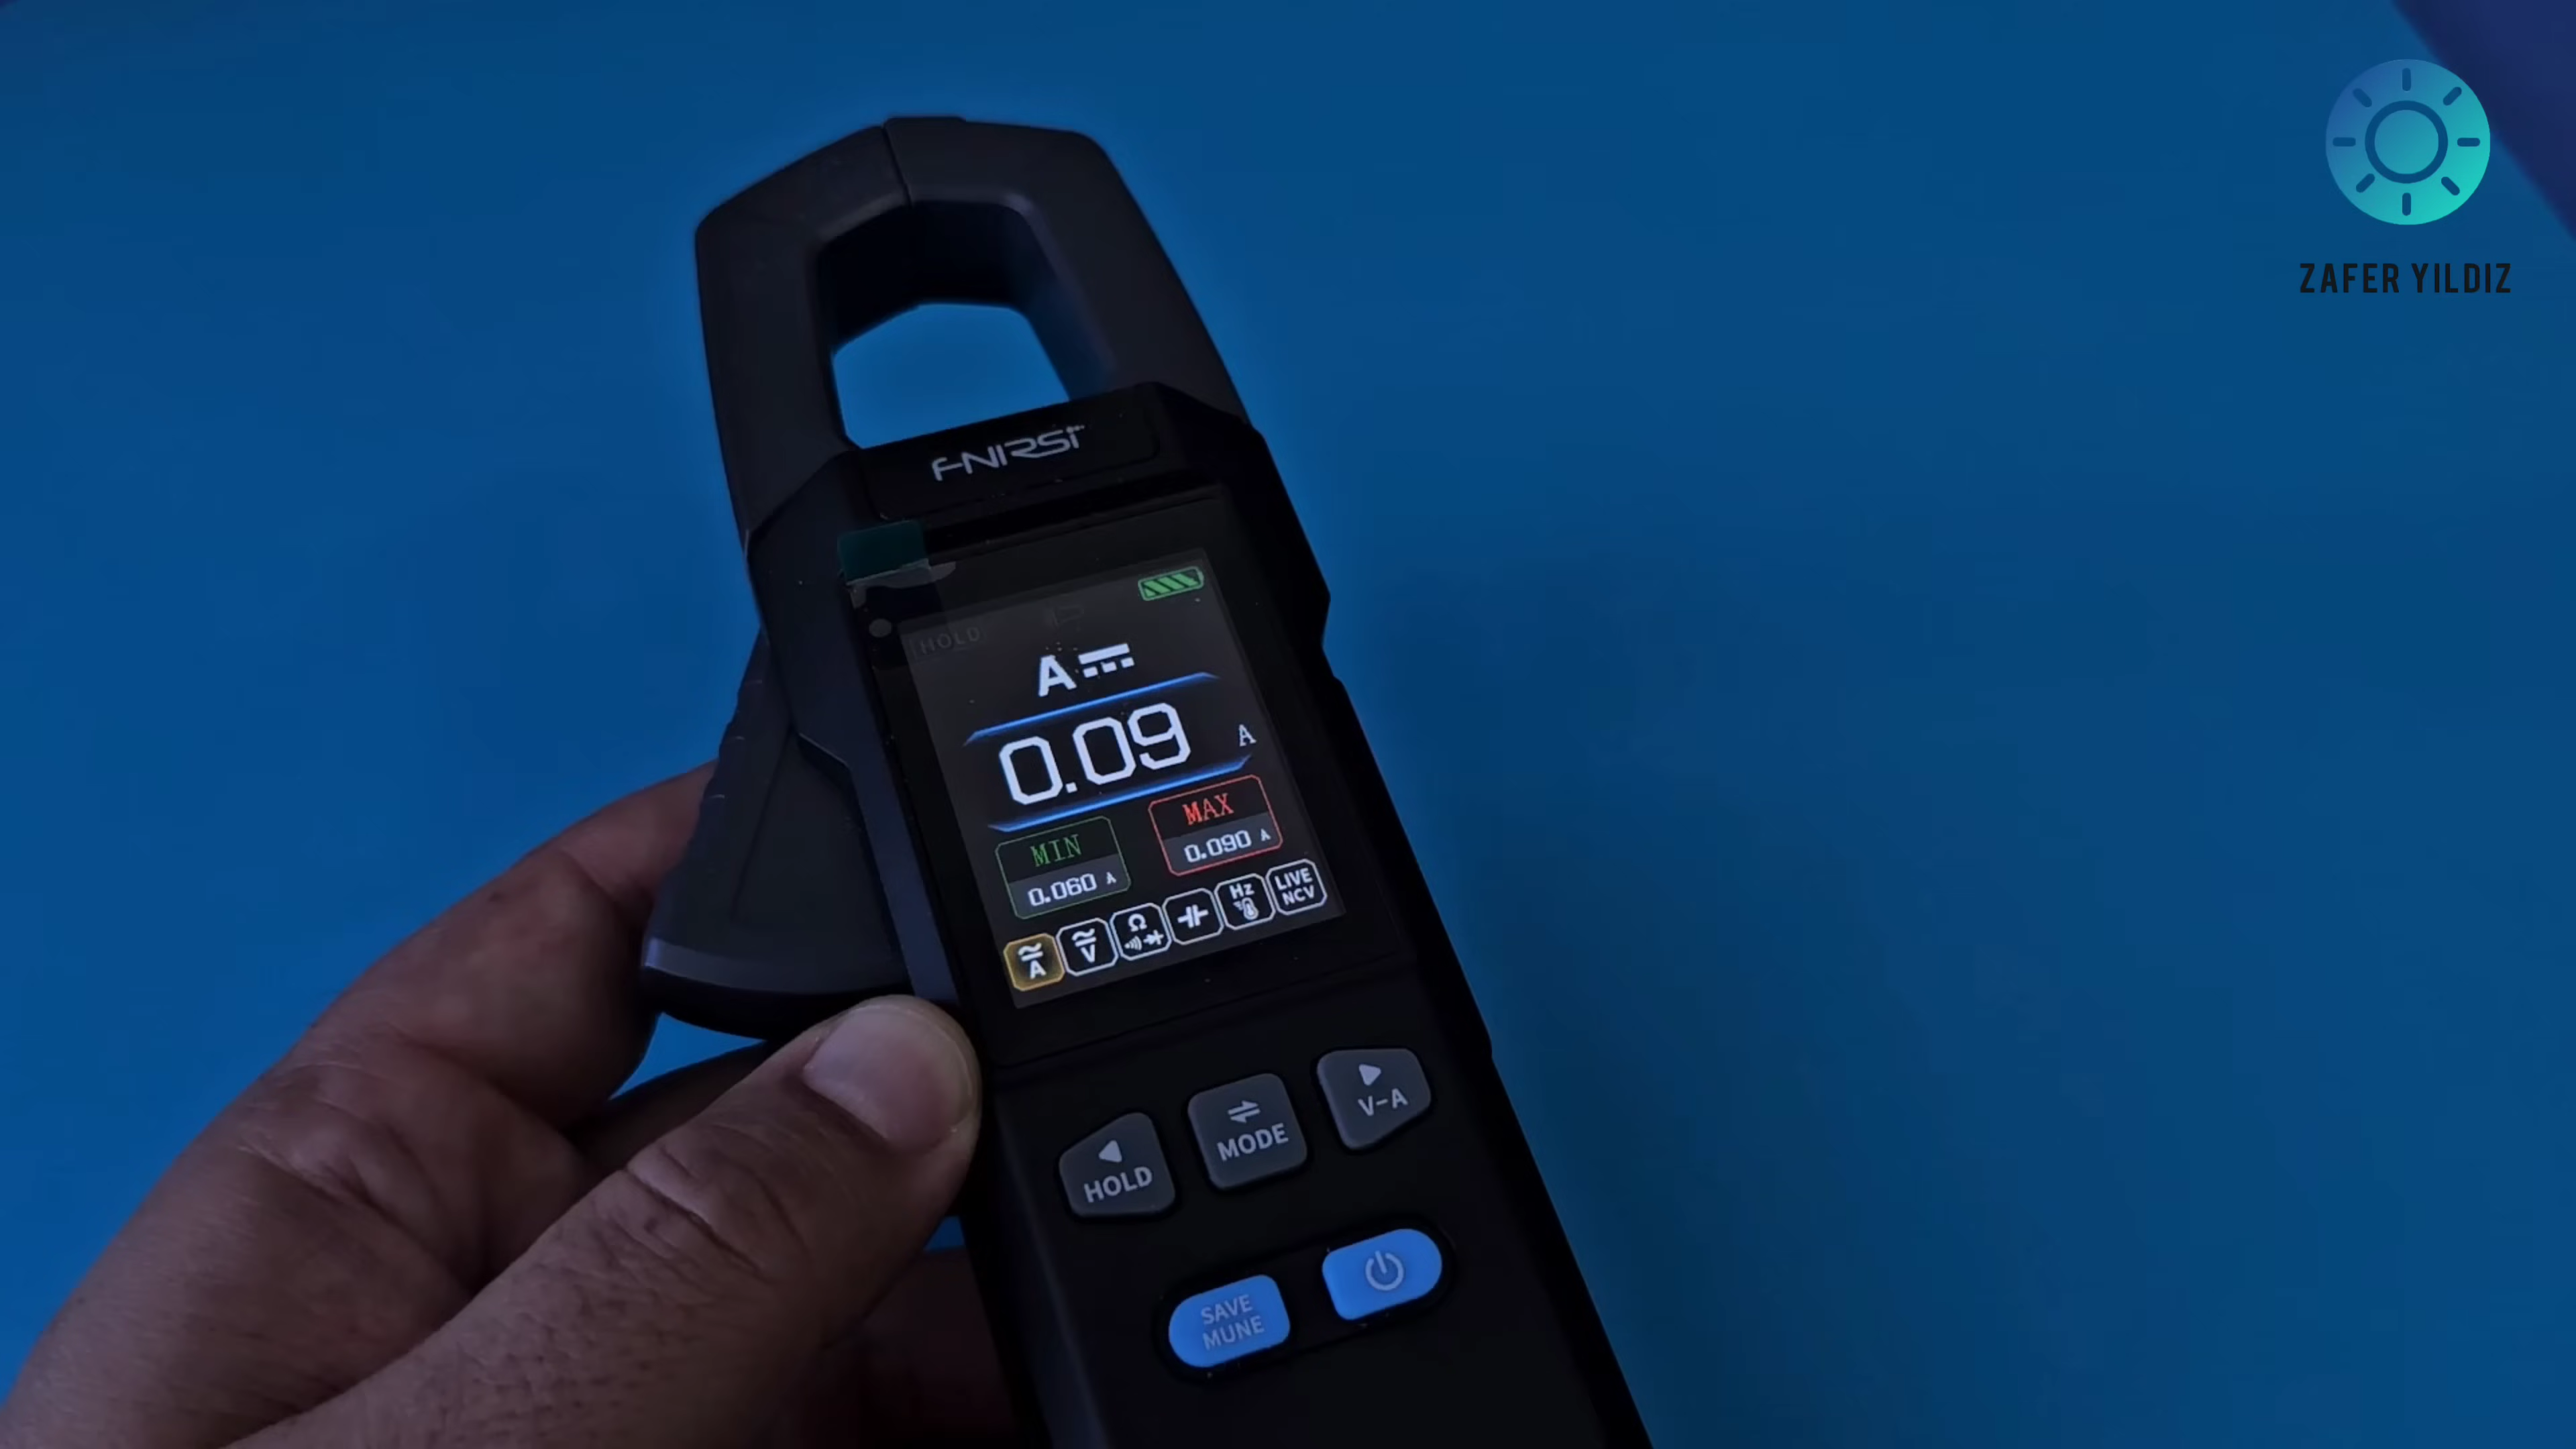 ZAFER YILDIZ
FNIRSI
HOLD
A
0.09 A
MIN
0.060 A
MAX
0.090 A
A
V
Ω
Hz
℃
LIVE
NCV
HOLD
MODE
V-A
SAVE
MUNE